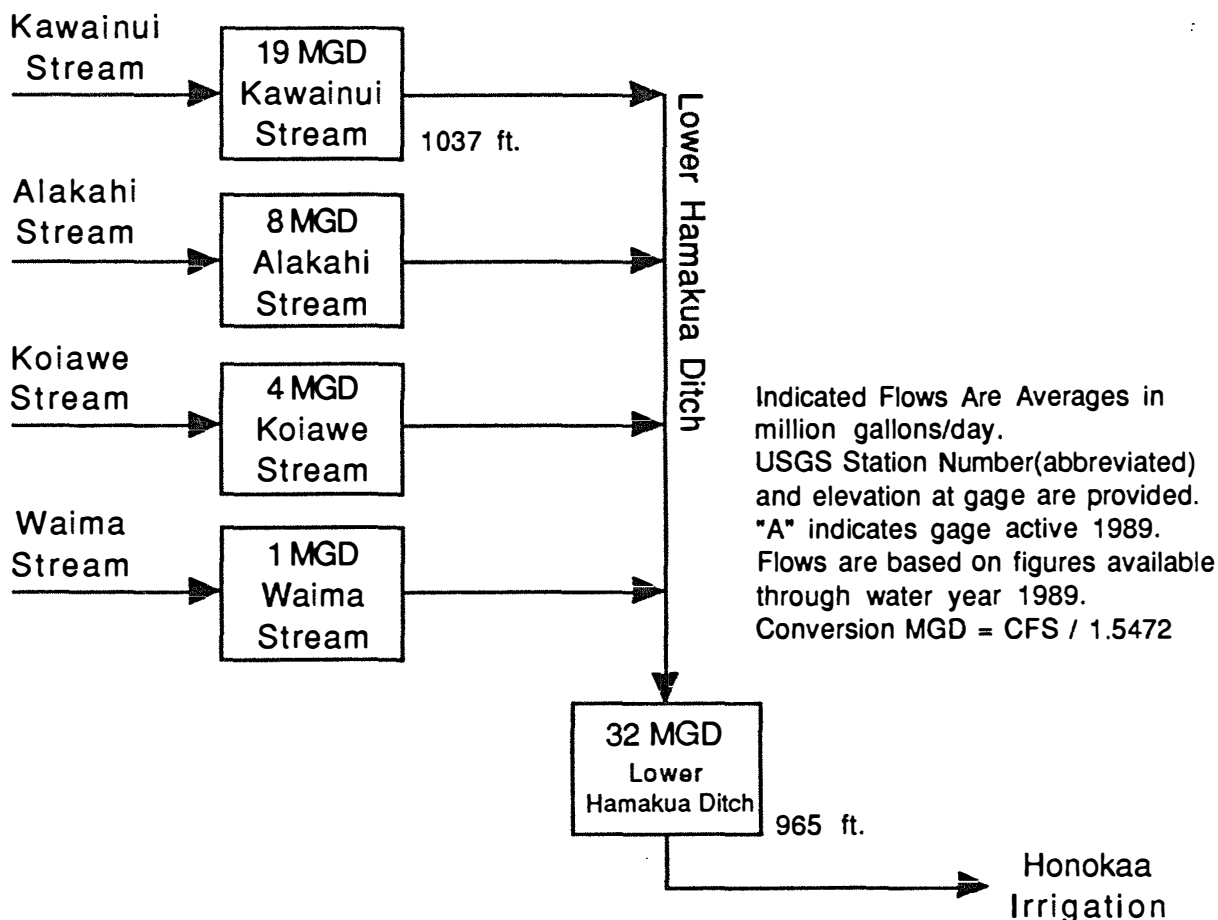 Kawainui
Stream
19 MGD
Kawainui
Stream
1037 ft.
Alakahi
Stream
8 MGD
Alakahi
Stream
Koiawe
Stream
4 MGD
Koiawe
Stream
Waima
Stream
1 MGD
Waima
Stream
Lower Hamakua Ditch
Indicated Flows Are Averages in
million gallons/day.
USGS Station Number(abbreviated)
and elevation at gage are provided.
"A" indicates gage active 1989.
Flows are based on figures available
through water year 1989.
Conversion MGD = CFS / 1.5472
32 MGD
Lower
Hamakua Ditch
965 ft.
Honokaa
Irrigation